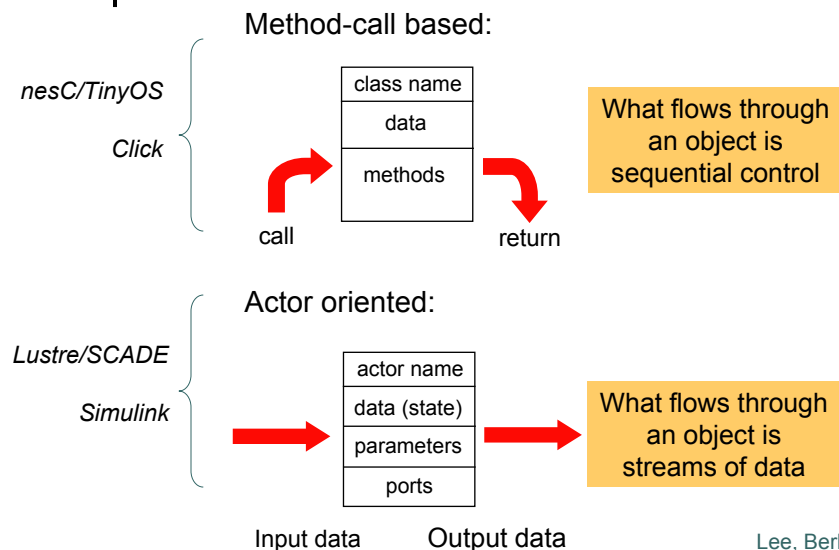 Method-call based:
nesC/TinyOS
Click
class name
data
methods
call
return
What flows through
an object is
sequential control
Actor oriented:
Lustre/SCADE
Simulink
actor name
data (state)
parameters
ports
What flows through
an object is
streams of data
Input data
Output data
Lee,